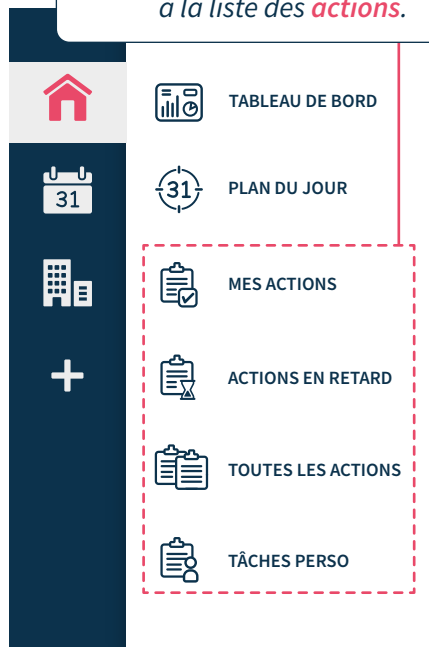 à la liste des actions.
TABLEAU DE BORD
31
PLAN DU JOUR
31
MES ACTIONS
ACTIONS EN RETARD
TOUTES LES ACTIONS
TÂCHES PERSO